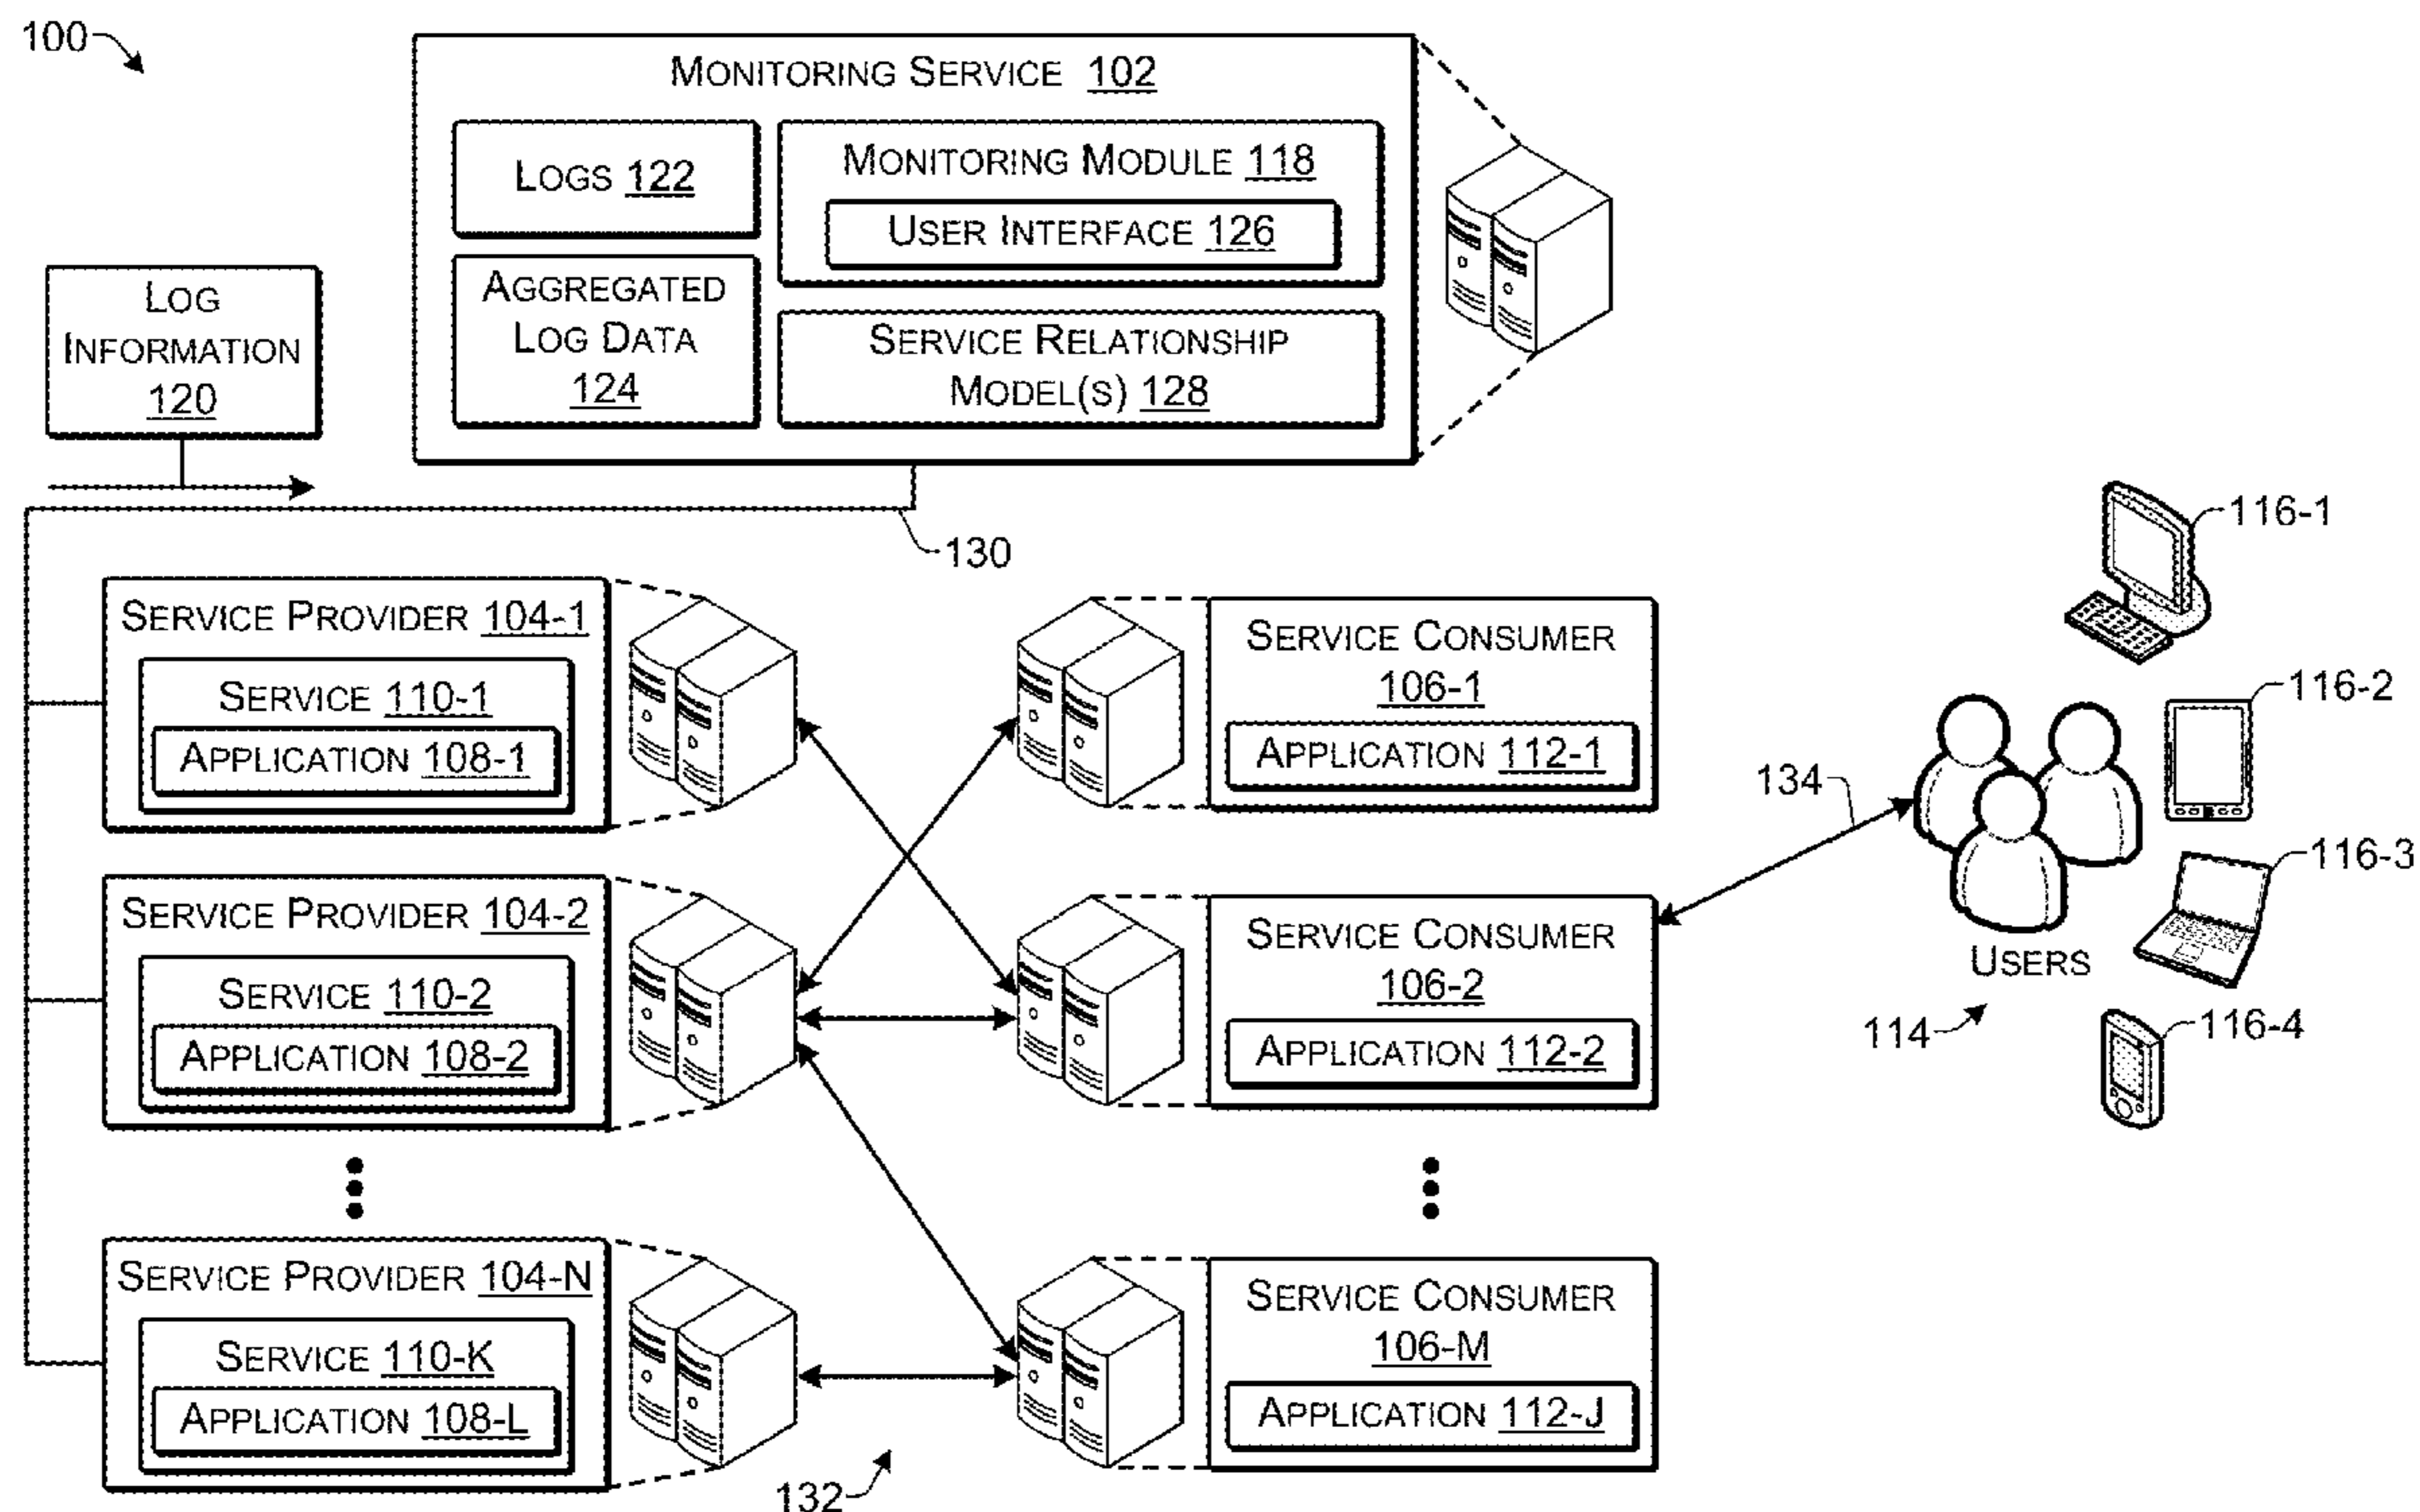 100
MONITORING SERVICE 102
LOGS 122
MONITORING MODULE 118
USER INTERFACE 126
AGGREGATED
LOG DATA
124
SERVICE RELATIONSHIP
MODEL(S) 128
LOG
INFORMATION
120
130
SERVICE PROVIDER 104-1
SERVICE 110-1
APPLICATION 108-1
SERVICE CONSUMER
106-1
APPLICATION 112-1
SERVICE PROVIDER 104-2
SERVICE 110-2
APPLICATION 108-2
SERVICE CONSUMER
106-2
APPLICATION 112-2
SERVICE PROVIDER 104-N
SERVICE 110-K
APPLICATION 108-L
SERVICE CONSUMER
106-M
APPLICATION 112-J
132
134
USERS
114
116-1
116-2
116-3
116-4